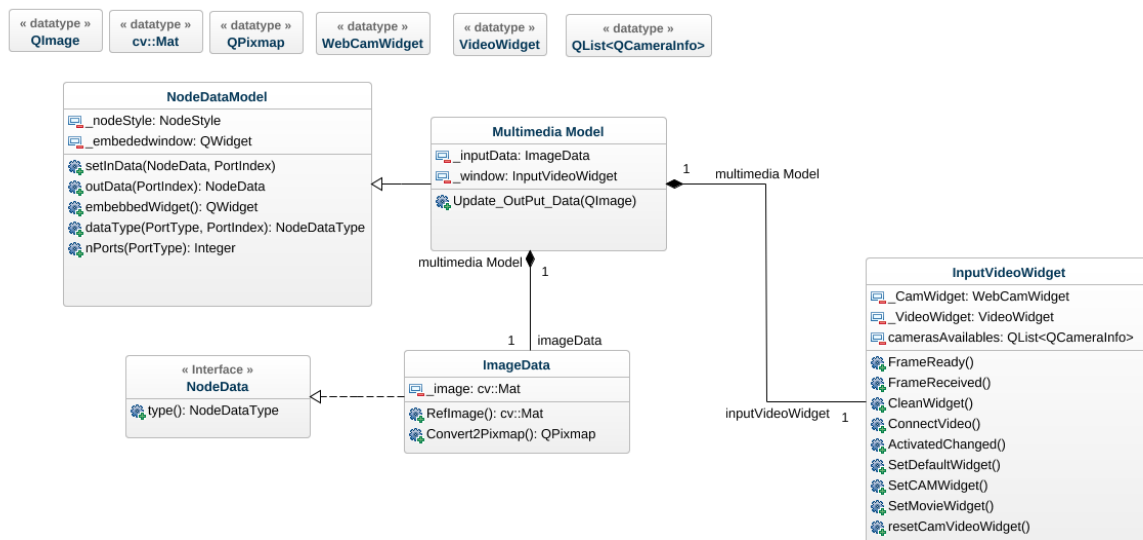 « datatype »
QImage
« datatype »
cv::Mat
« datatype »
QPixmap
« datatype »
WebCamWidget
« datatype »
VideoWidget
« datatype »
QList<QCameraInfo>
NodeDataModel
_nodeStyle: NodeStyle
_embededwindow: QWidget
setInData(NodeData, PortIndex)
outData(PortIndex): NodeData
embebbedWidget(): QWidget
dataType(PortType, PortIndex): NodeDataType
nPorts(PortType): Integer
Multimedia Model
_inputData: ImageData
_window: InputVideoWidget
Update_OutPut_Data(QImage)
1
multimedia Model
multimedia Model
1
1
imageData
« Interface »
NodeData
type(): NodeDataType
ImageData
_image: cv::Mat
RefImage(): cv::Mat
Convert2Pixmap(): QPixmap
inputVideoWidget
1
InputVideoWidget
_CamWidget: WebCamWidget
_VideoWidget: VideoWidget
camerasAvailables: QList<QCameraInfo>
FrameReady()
FrameReceived()
CleanWidget()
ConnectVideo()
ActivatedChanged()
SetDefaultWidget()
SetCAMWidget()
SetMovieWidget()
resetCamVideoWidget()